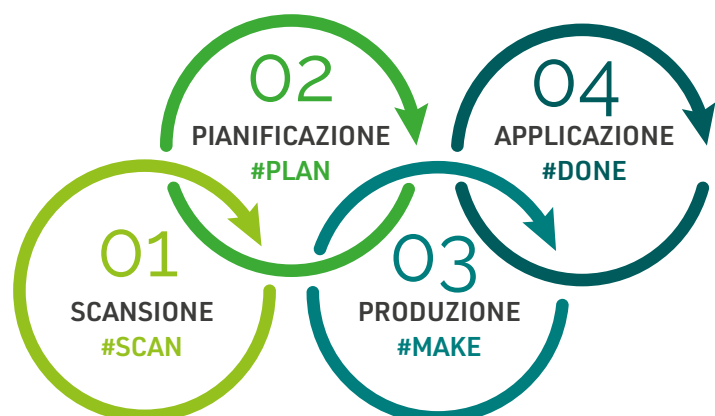 01
SCANSIONE
#SCAN
02
PIANIFICAZIONE
#PLAN
03
PRODUZIONE
#MAKE
04
APPLICAZIONE
#DONE